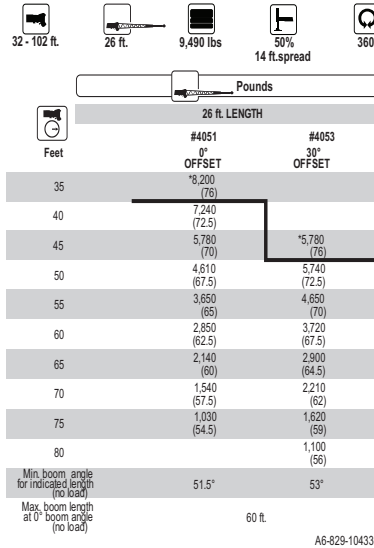 32 - 102 ft.
26 ft.
9,490 lbs
50%
14 ft.spread
360
Pounds
26 ft. LENGTH
Feet
#4051
0°
OFFSET
#4053
30°
OFFSET
35 *8,200
(76)
40 7,240
(72.5)
45 5,780 *5,780
(70) (76)
50 4,610 5,740
(67.5) (72.5)
55 3,650 4,650
(65) (70)
60 2,850 3,720
(62.5) (67.5)
65 2,140 2,900
(60) (64.5)
70 1,540 2,210
(57.5) (62)
75 1,030 1,620
(54.5) (59)
80 1,100
(56)
Min. boom angle
for indicated length
(no load)
51.5° 53°
Max. boom length
at 0° boom angle
(no load)
60 ft.
A6-829-10433